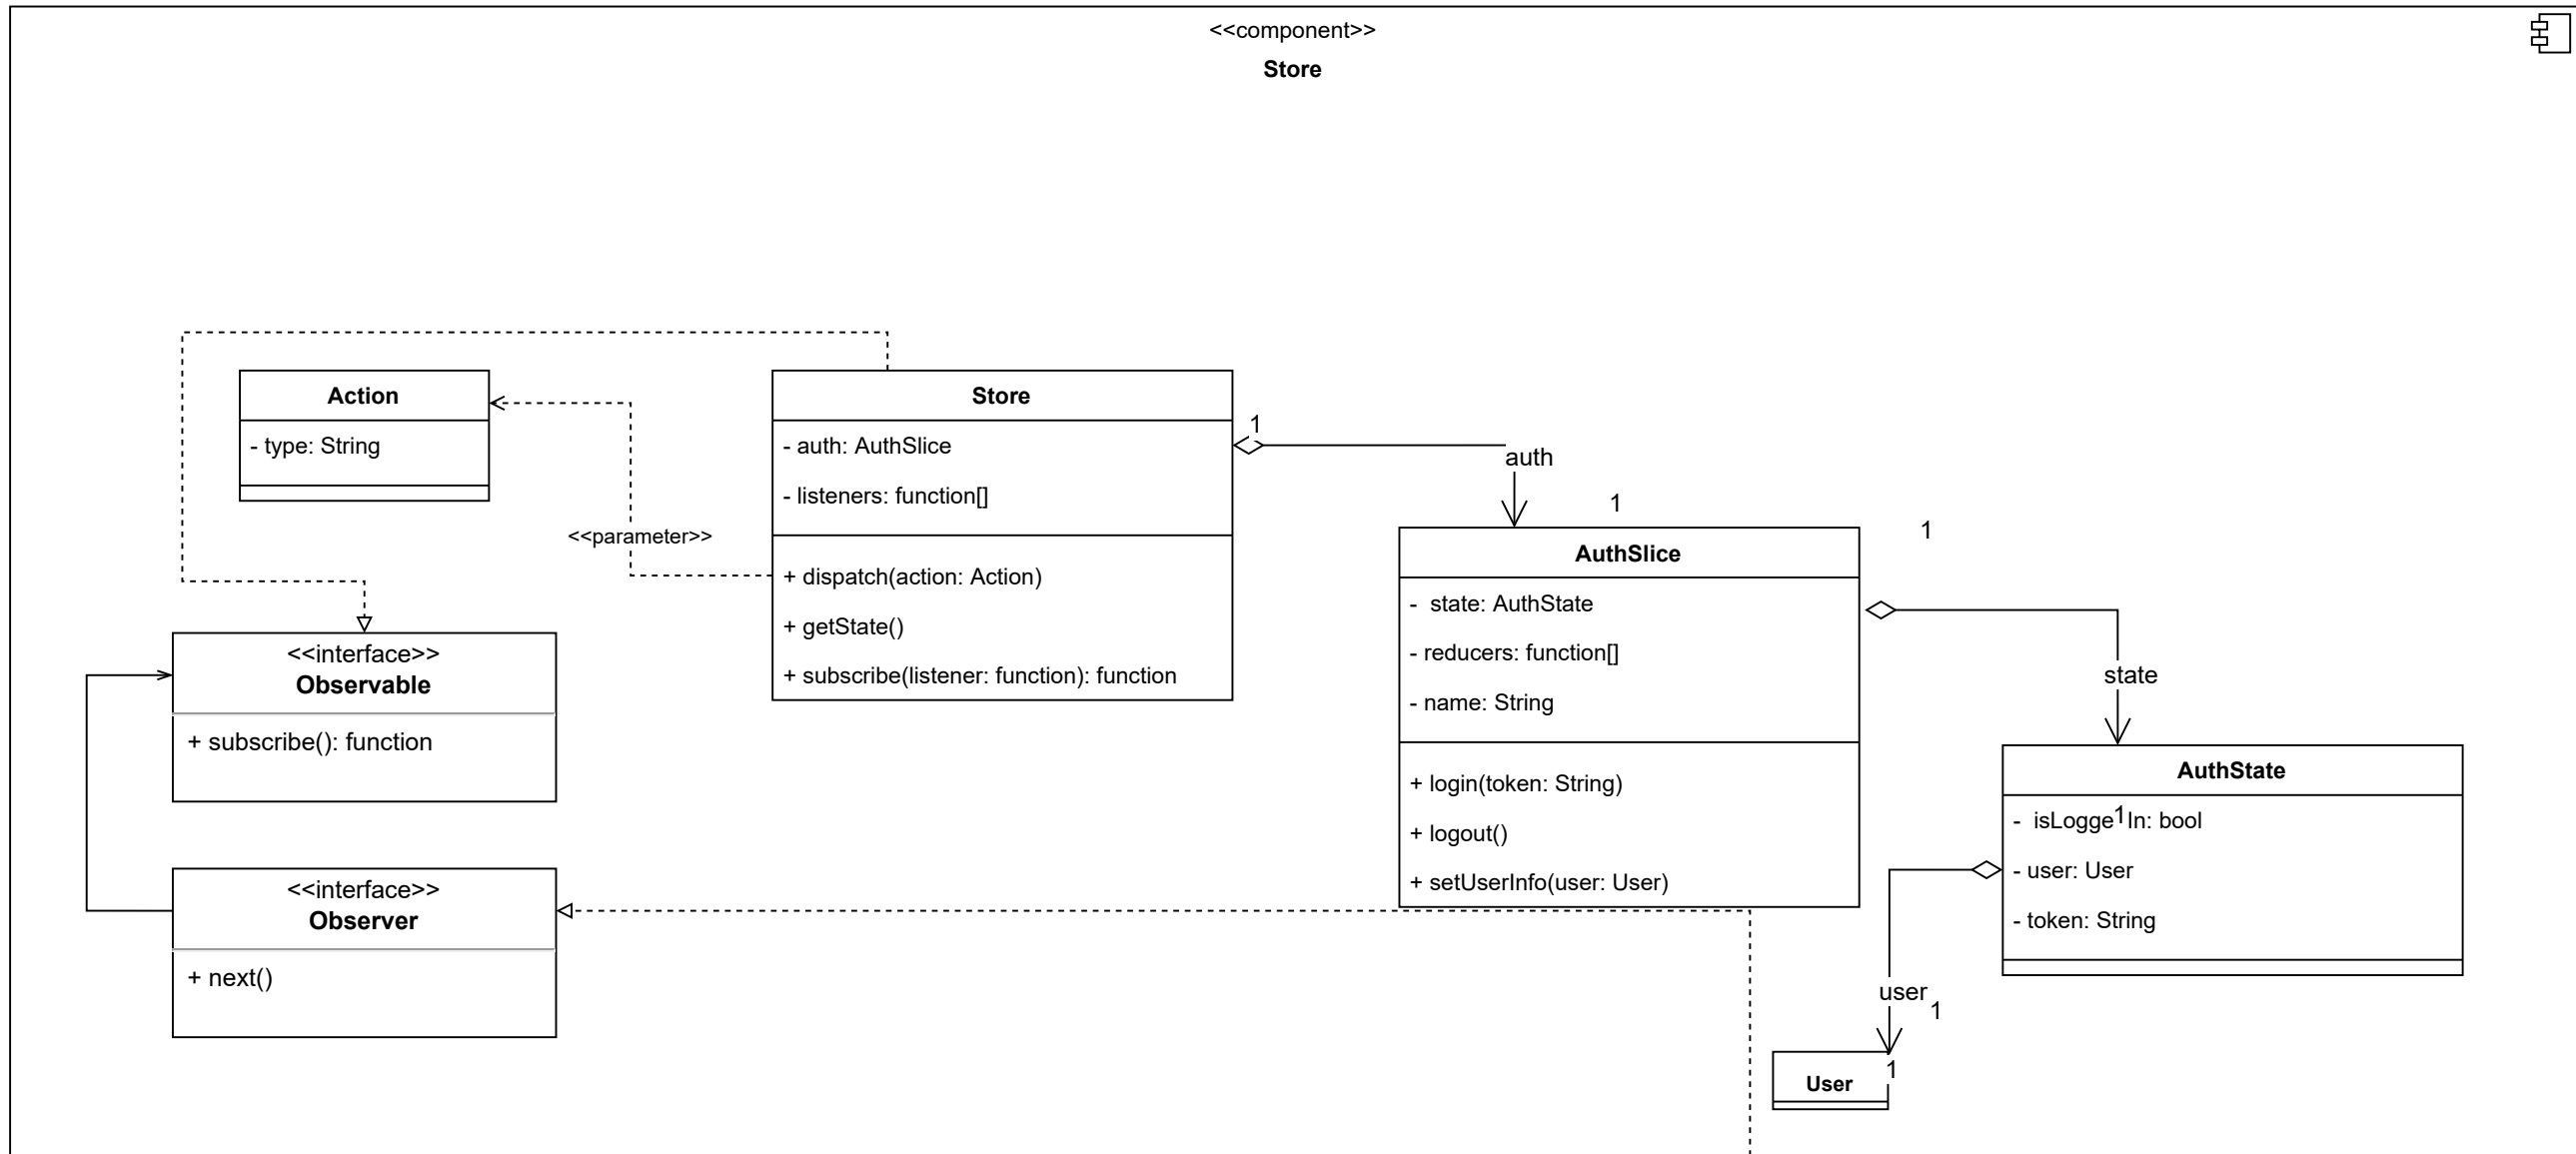 <<component>>
Store
Action
- type: String
<<parameter>>
Store
- auth: AuthSlice
- listeners: function[]
+ dispatch(action: Action)
+ getState()
+ subscribe(listener: function): function
1
auth
1
AuthSlice
- state: AuthState
- reducers: function[]
- name: String
+ login(token: String)
+ logout()
+ setUserInfo(user: User)
1
state
<<interface>>
Observable
+ subscribe(): function
<<interface>>
Observer
+ next()
AuthState
- isLogge1In: bool
- user: User
- token: String
user
1
1
User